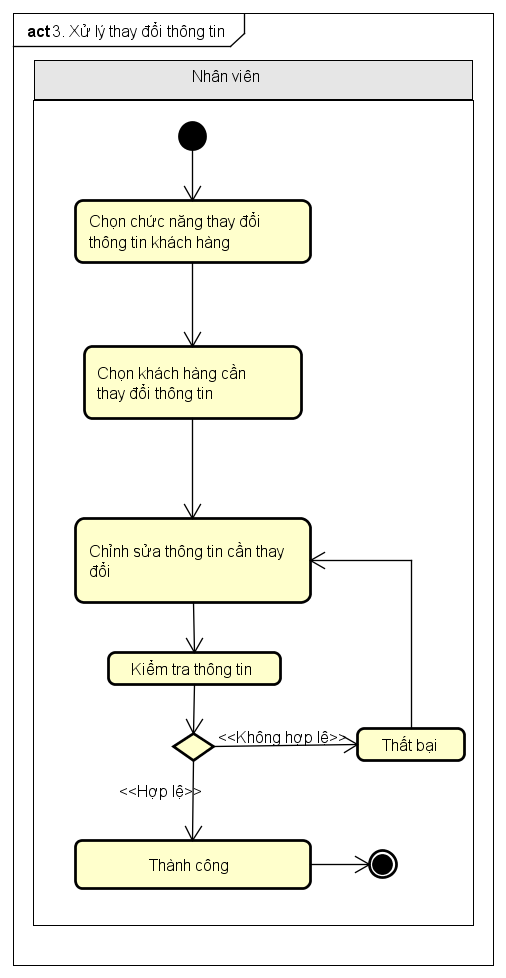 act 3. Xử lý thay đổi thông tin
Nhân viên
Chọn chức năng thay đổi
thông tin khách hàng
Chọn khách hàng cần
thay đổi thông tin
Chỉnh sửa thông tin cần thay
đổi
Kiểm tra thông tin
<<Không hợp lệ>>
Thất bại
<<Hợp lệ>>
Thành công